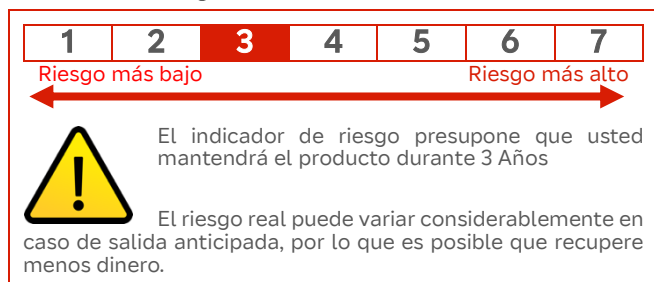 1 2 3 4 5 6 7
Riesgo más bajo Riesgo más alto
El indicador de riesgo presupone que usted
mantendrá el producto durante 3 Años
El riesgo real puede variar considerablemente en
caso de salida anticipada, por lo que es posible que recupere
menos dinero.